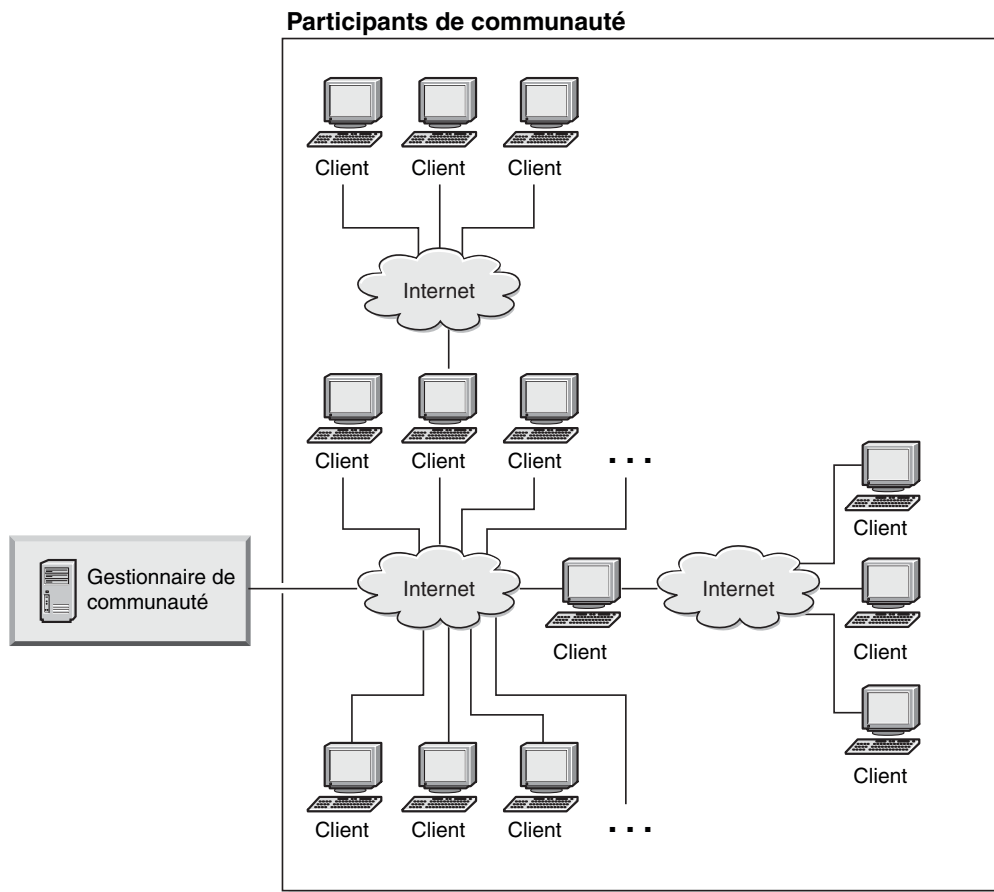 Participants de communauté
Client Client Client
Internet
Client Client Client ...
Client
Gestionnaire de
communauté
Internet
Internet
Client
Client
Client
Client Client Client ...
Client